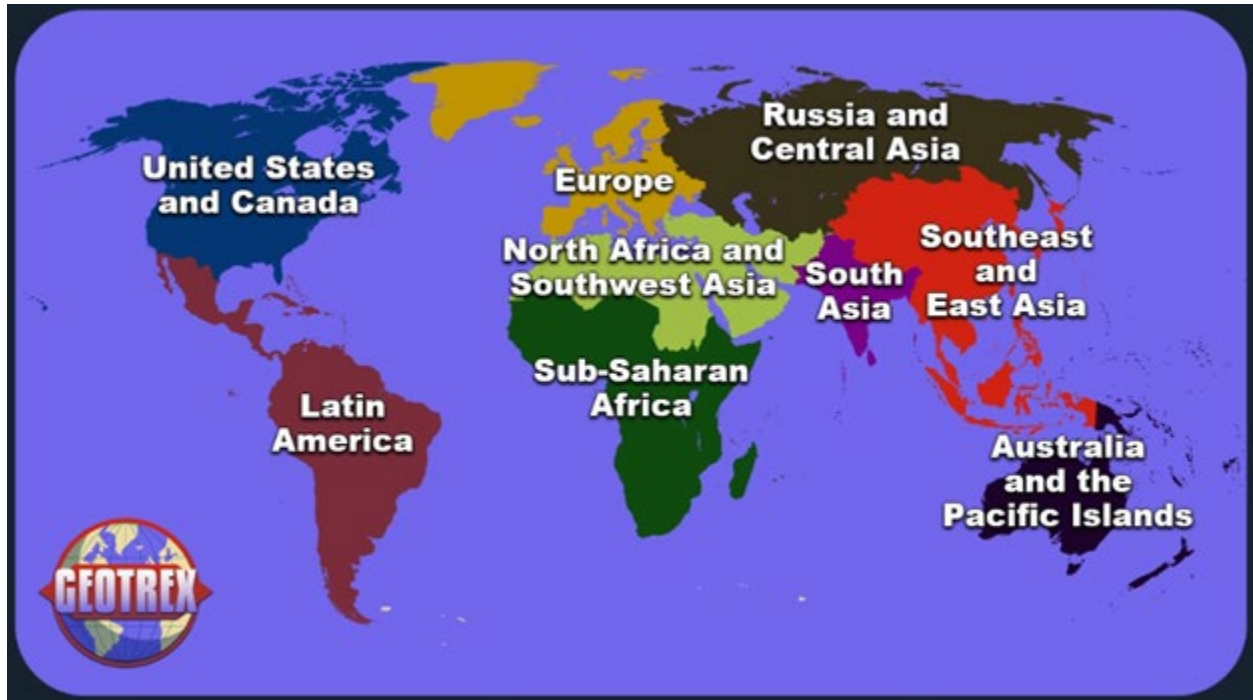 United States
and Canada
Europe
Russia and
Central Asia
North Africa and
Southwest Asia
South
Asia
Southeast
and
East Asia
Sub-Saharan
Africa
Latin
America
Australia
and the
Pacific Islands
GEOTREX